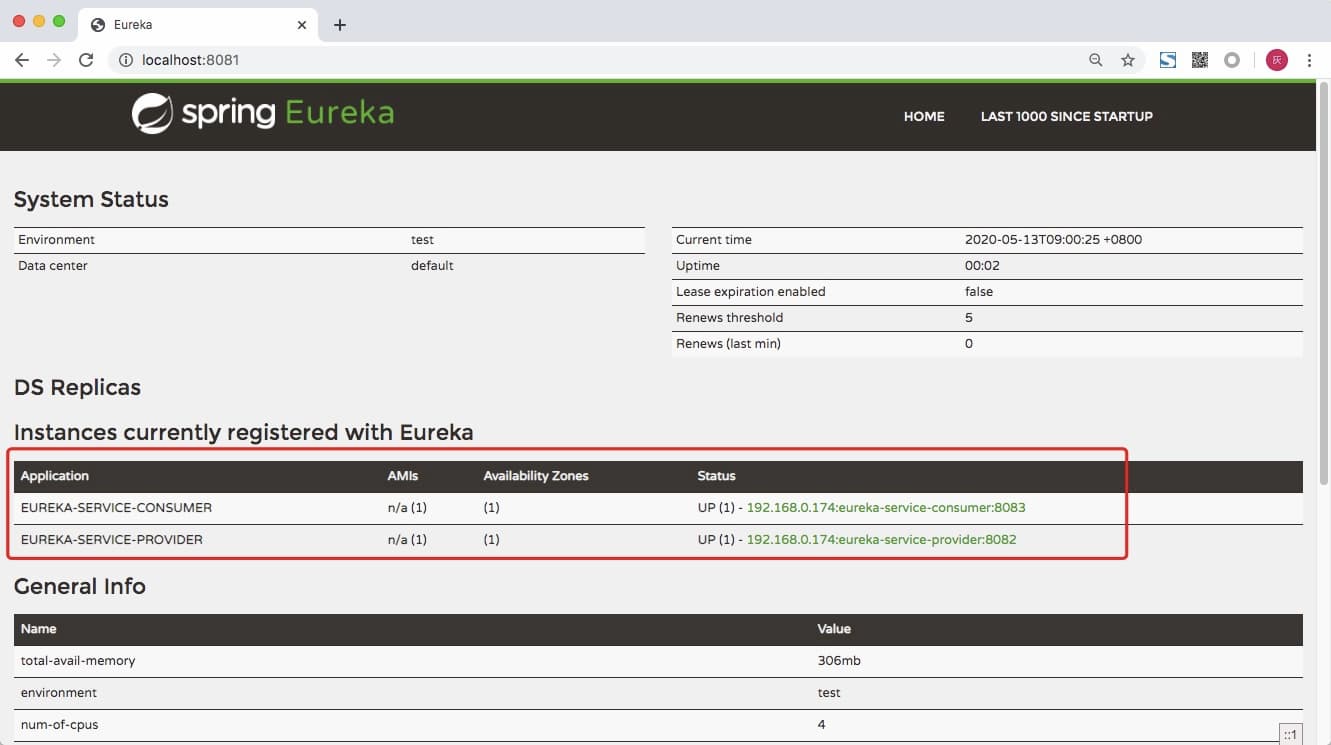 Eureka
localhost:8081
灰
spring Eureka
HOME LAST 1000 SINCE STARTUP
System Status
Environment test
Data center default
Current time 2020-05-13T09:00:25 +0800
Uptime 00:02
Lease expiration enabled false
Renews threshold 5
Renews (last min) 0
DS Replicas
Instances currently registered with Eureka
Application AMIs Availability Zones Status
EUREKA-SERVICE-CONSUMER n/a (1) (1) UP (1) - 192.168.0.174:eureka-service-consumer:8083
EUREKA-SERVICE-PROVIDER n/a (1) (1) UP (1) - 192.168.0.174:eureka-service-provider:8082
General Info
Name Value
total-avail-memory 306mb
environment test
num-of-cpus 4
::1